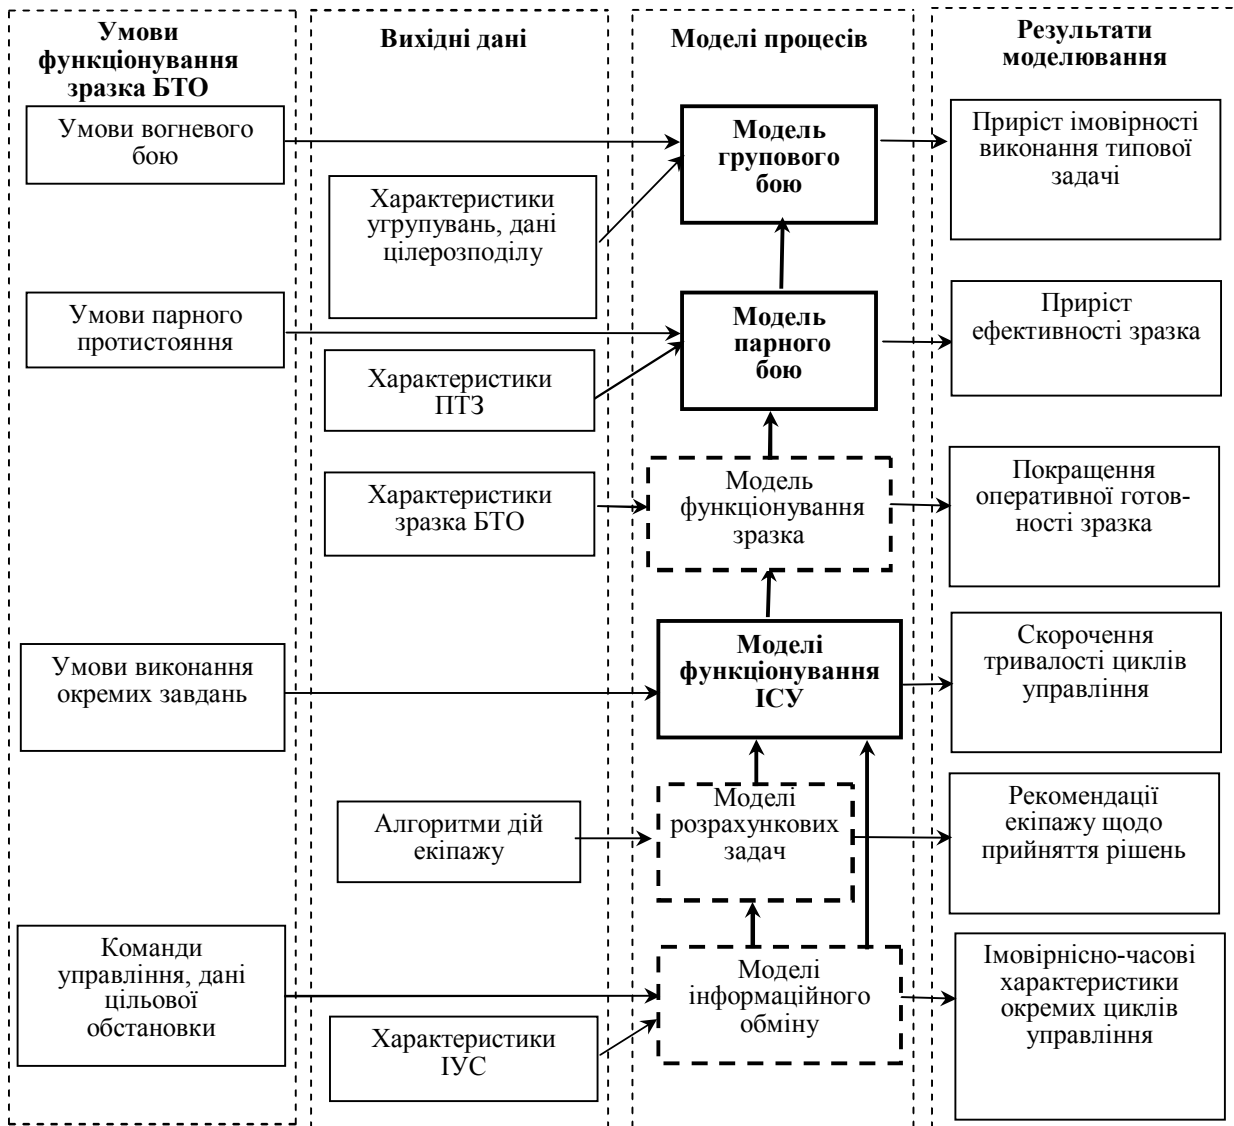 Умови
функціонування
зразка БТО
Вихідні дані
Моделі процесів
Результати
моделювання
Умови вогневого
бою
Модель
групового
бою
Приріст імовірності
виконання типової
задачі
Характеристики
угрупувань, дані
цілерозподілу
Умови парного
протистояння
Модель
парного
бою
Приріст
ефективності зразка
Характеристики
ПТЗ
Характеристики
зразка БТО
Модель
функціонування
зразка
Покращення
оперативної готов-
ності зразка
Умови виконання
окремих завдань
Моделі
функціонування
ІСУ
Скорочення
тривалості циклів
управління
Алгоритми дій
екіпажу
Моделі
розрахункових
задач
Рекомендації
екіпажу щодо
прийняття рішень
Команди
управління, дані
цільової
обстановки
Характеристики
ІУС
Моделі
інформаційного
обміну
Імовірнісно-часові
характеристики
окремих циклів
управління